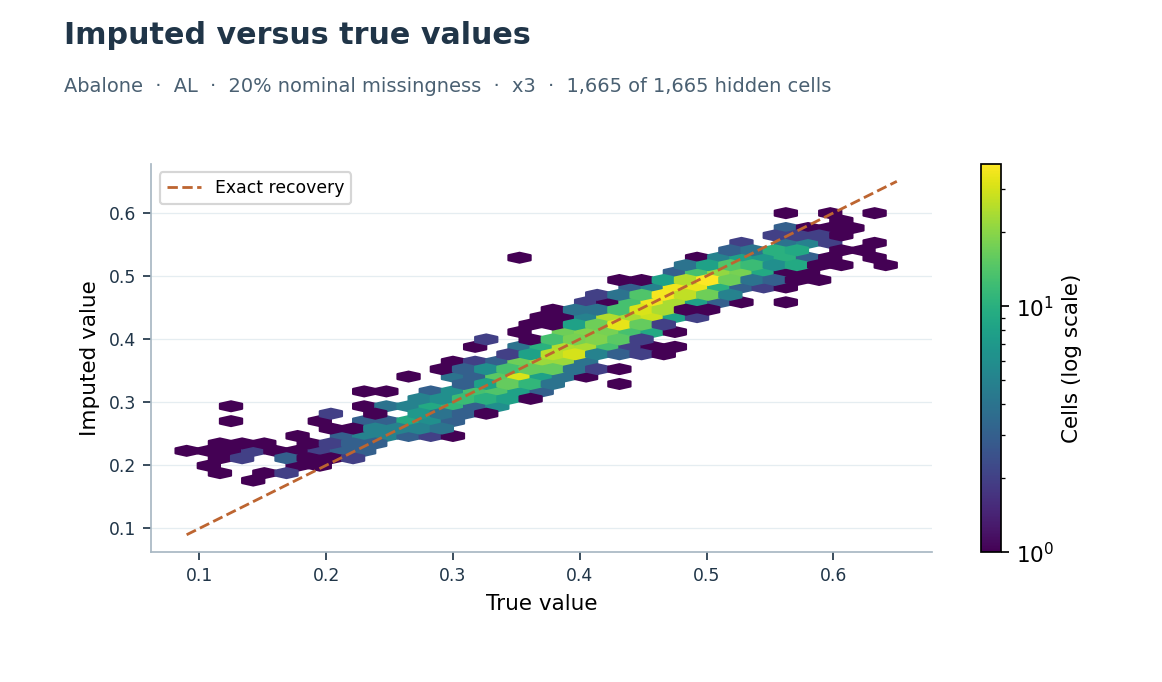 Imputed versus true values
Abalone · AL · 20% nominal missingness · x3 · 1,665 of 1,665 hidden cells
Exact recovery
0.6
0.5
0.4
0.3
0.2
0.1
Imputed value
0.1 0.2 0.3 0.4 0.5 0.6
True value
10¹
10⁰
Cells (log scale)